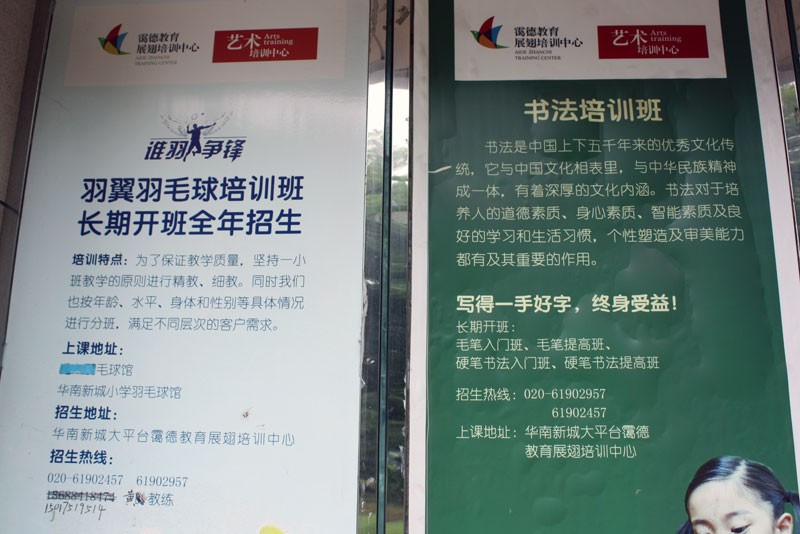 霭德教育
展翅培训中心
AIDE ZHANCHI
TRAINING CENTER
艺术 Arts training
培训中心
谁羽争锋
羽翼羽毛球培训班
长期开班全年招生
培训特点：为了保证教学质量，坚持一小
班教学的原则进行精教、细教。同时我们
也按年龄、水平、身体和性别等具体情况
进行分班，满足不同层次的客户需求。
上课地址：
毛球馆
华南新城小学羽毛球馆
招生地址：
华南新城大平台霭德教育展翅培训中心
招生热线：
020-61902457 61902957
黄 教练
15017519514
霭德教育
展翅培训中心
AIDE ZHANCHI
TRAINING CENTER
艺术 Arts training
培训中心
书法培训班
书法是中国上下五千年来的优秀文化传
统，它与中国文化相表里，与中华民族精神
成一体，有着深厚的文化内涵。书法对于培
养人的道德素质、身心素质、智能素质及良
好的学习和生活习惯，个性塑造及审美能力
都有及其重要的作用。
写得一手好字，终身受益！
长期开班：
毛笔入门班、毛笔提高班、
硬笔书法入门班、硬笔书法提高班
招生热线：020-61902957
61902457
上课地址：华南新城大平台霭德
教育展翅培训中心